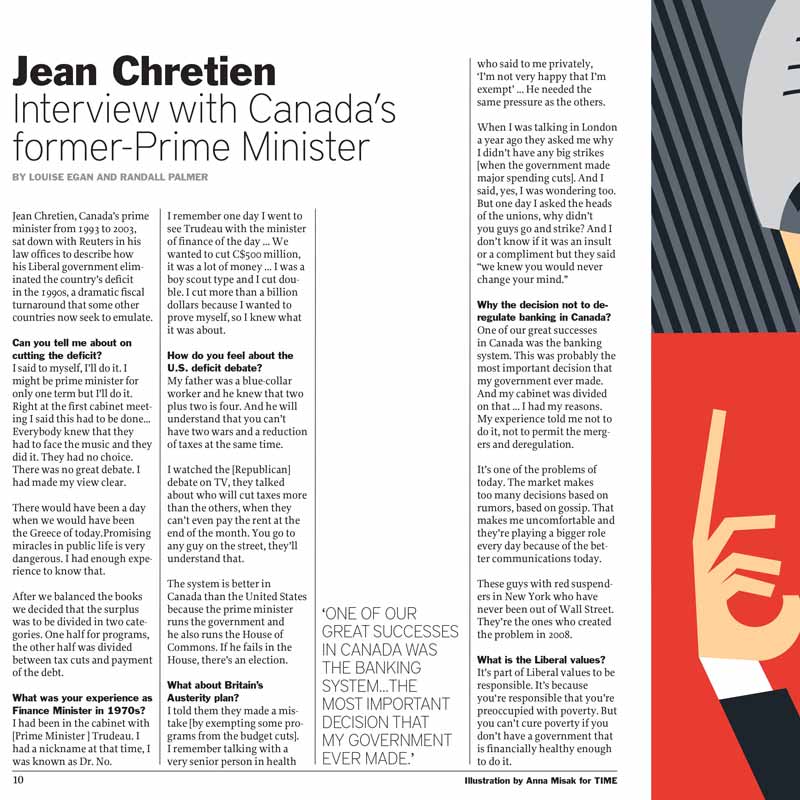 Jean Chretien
Interview with Canada's
former-Prime Minister
BY LOUISE EGAN AND RANDALL PALMER
Jean Chretien, Canada's prime
minister from 1993 to 2003,
sat down with Reuters in his
law offices to describe how
his Liberal government elim-
inated the country's deficit
in the 1990s, a dramatic fiscal
turnaround that some other
countries now seek to emulate.
Can you tell me about on
cutting the deficit?
I said to myself, I'll do it. I
might be prime minister for
only one term but I'll do it.
Right at the first cabinet meet-
ing I said this had to be done...
Everybody knew that they
had to face the music and they
did it. They had no choice.
There was no great debate. I
had made my view clear.
There would have been a day
when we would have been
the Greece of today.Promising
miracles in public life is very
dangerous. I had enough expe-
rience to know that.
After we balanced the books
we decided that the surplus
was to be divided in two cate-
gories. One half for programs,
the other half was divided
between tax cuts and payment
of the debt.
What was your experience as
Finance Minister in 1970s?
I had been in the cabinet with
[Prime Minister ] Trudeau. I
had a nickname at that time, I
was known as Dr. No.
I remember one day I went to
see Trudeau with the minister
of finance of the day ... We
wanted to cut C$500 million,
it was a lot of money ... I was a
boy scout type and I cut dou-
ble. I cut more than a billion
dollars because I wanted to
prove myself, so I knew what
it was about.
How do you feel about the
U.S. deficit debate?
My father was a blue-collar
worker and he knew that two
plus two is four. And he will
understand that you can't
have two wars and a reduction
of taxes at the same time.
I watched the [Republican]
debate on TV, they talked
about who will cut taxes more
than the others, when they
can't even pay the rent at the
end of the month. You go to
any guy on the street, they'll
understand that.
The system is better in
Canada than the United States
because the prime minister
runs the government and
he also runs the House of
Commons. If he fails in the
House, there's an election.
What about Britain's
Austerity plan?
I told them they made a mis-
take [by exempting some pro-
grams from the budget cuts].
I remember talking with a
very senior person in health
'ONE OF OUR
GREAT SUCCESSES
IN CANADA WAS
THE BANKING
SYSTEM...THE
MOST IMPORTANT
DECISION THAT
MY GOVERNMENT
EVER MADE.'
who said to me privately,
'I'm not very happy that I'm
exempt' ... He needed the
same pressure as the others.
When I was talking in London
a year ago they asked me why
I didn't have any big strikes
[when the government made
major spending cuts]. And I
said, yes, I was wondering too.
But one day I asked the heads
of the unions, why didn't
you guys go and strike? And I
don't know if it was an insult
or a compliment but they said
"we knew you would never
change your mind."
Why the decision not to de-
regulate banking in Canada?
One of our great successes
in Canada was the banking
system. This was probably the
most important decision that
my government ever made.
And my cabinet was divided
on that ... I had my reasons.
My experience told me not to
do it, not to permit the merg-
ers and deregulation.
It's one of the problems of
today. The market makes
too many decisions based on
rumors, based on gossip. That
makes me uncomfortable and
they're playing a bigger role
every day because of the bet-
ter communications today.
These guys with red suspend-
ers in New York who have
never been out of Wall Street.
They're the ones who created
the problem in 2008.
What is the Liberal values?
It's part of Liberal values to be
responsible. It's because
you're responsible that you're
preoccupied with poverty. But
you can't cure poverty if you
don't have a government that
is financially healthy enough
to do it.
10
Illustration by Anna Misak for TIME